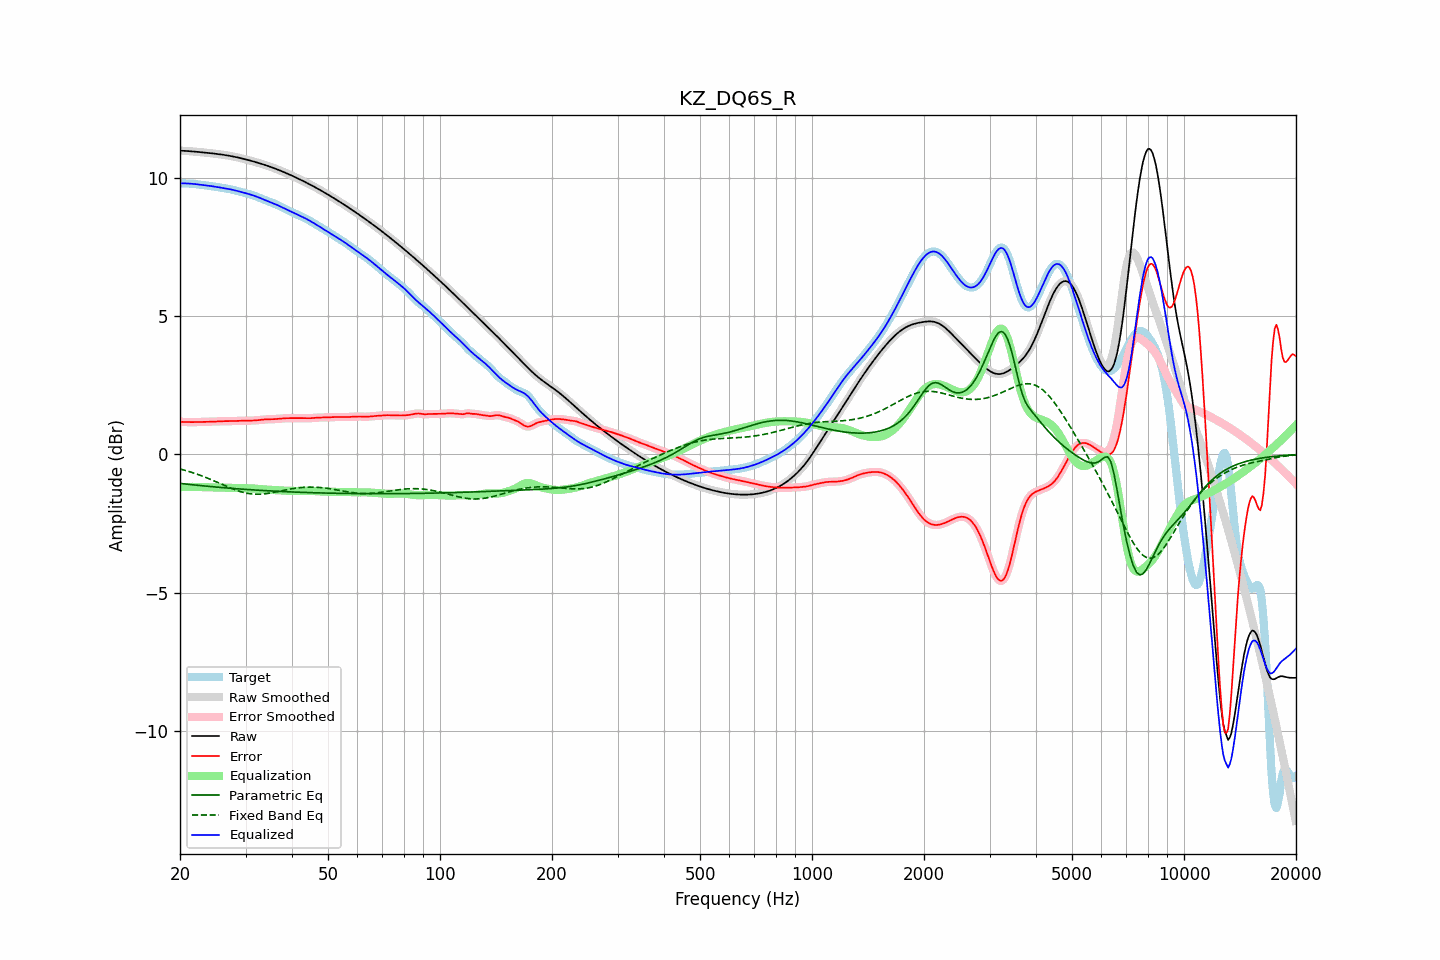 KZ_DQ6S_R
Amplitude (dBr)
10
5
0
−5
−10
Target
Raw Smoothed
Error Smoothed
Raw
Error
Equalization
Parametric Eq
Fixed Band Eq
Equalized
20 50 100 200 500 1000 2000 5000 10000 20000
Frequency (Hz)